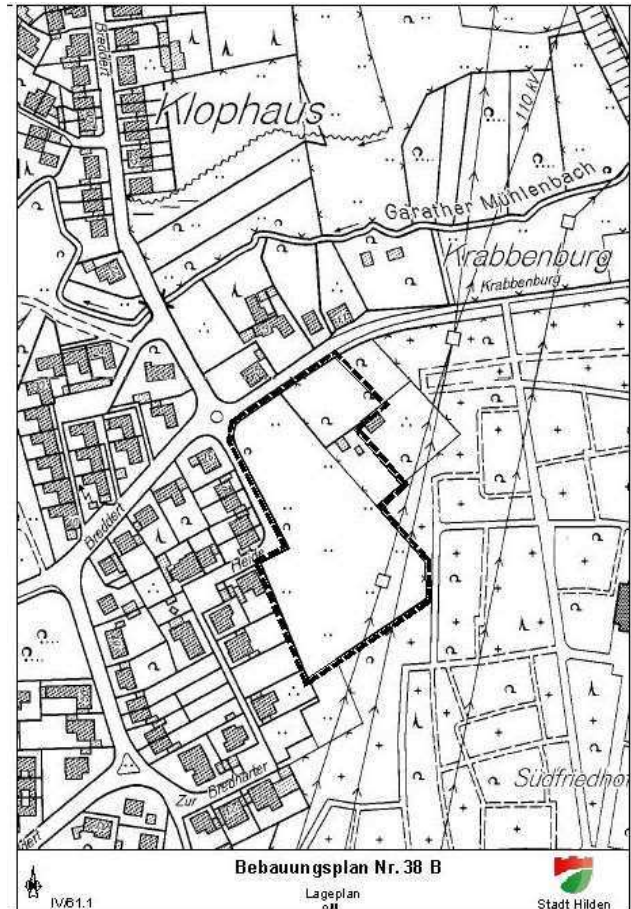 Breddert
Klophaus
110 kV
Garather Mühlenbach
Krabbenburg
Krabbenburg
Breddert
Heide
Zur Bredharter
Südfriedhof
Bebauungsplan Nr. 38 B
Lageplan
IV/61.1
Stadt Hilden